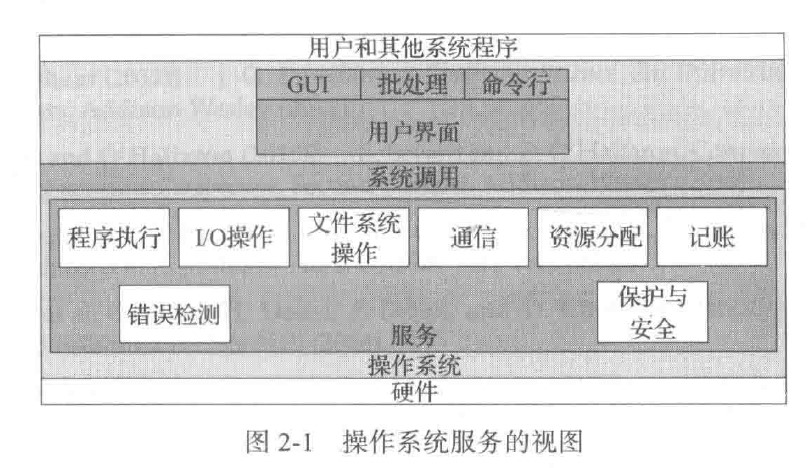 用户和其他系统程序
GUI 批处理 命令行
用户界面
系统调用
程序执行 I/O操作 文件系统操作 通信 资源分配 记账
错误检测 保护与安全
服务
操作系统
硬件
图 2-1 操作系统服务的视图